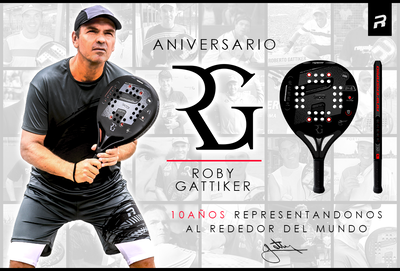 ANIVERSARIO
RG
ROBY
GATTIKER
10AÑOS REPRESENTANDONOS
AL REDEDOR DEL MUNDO